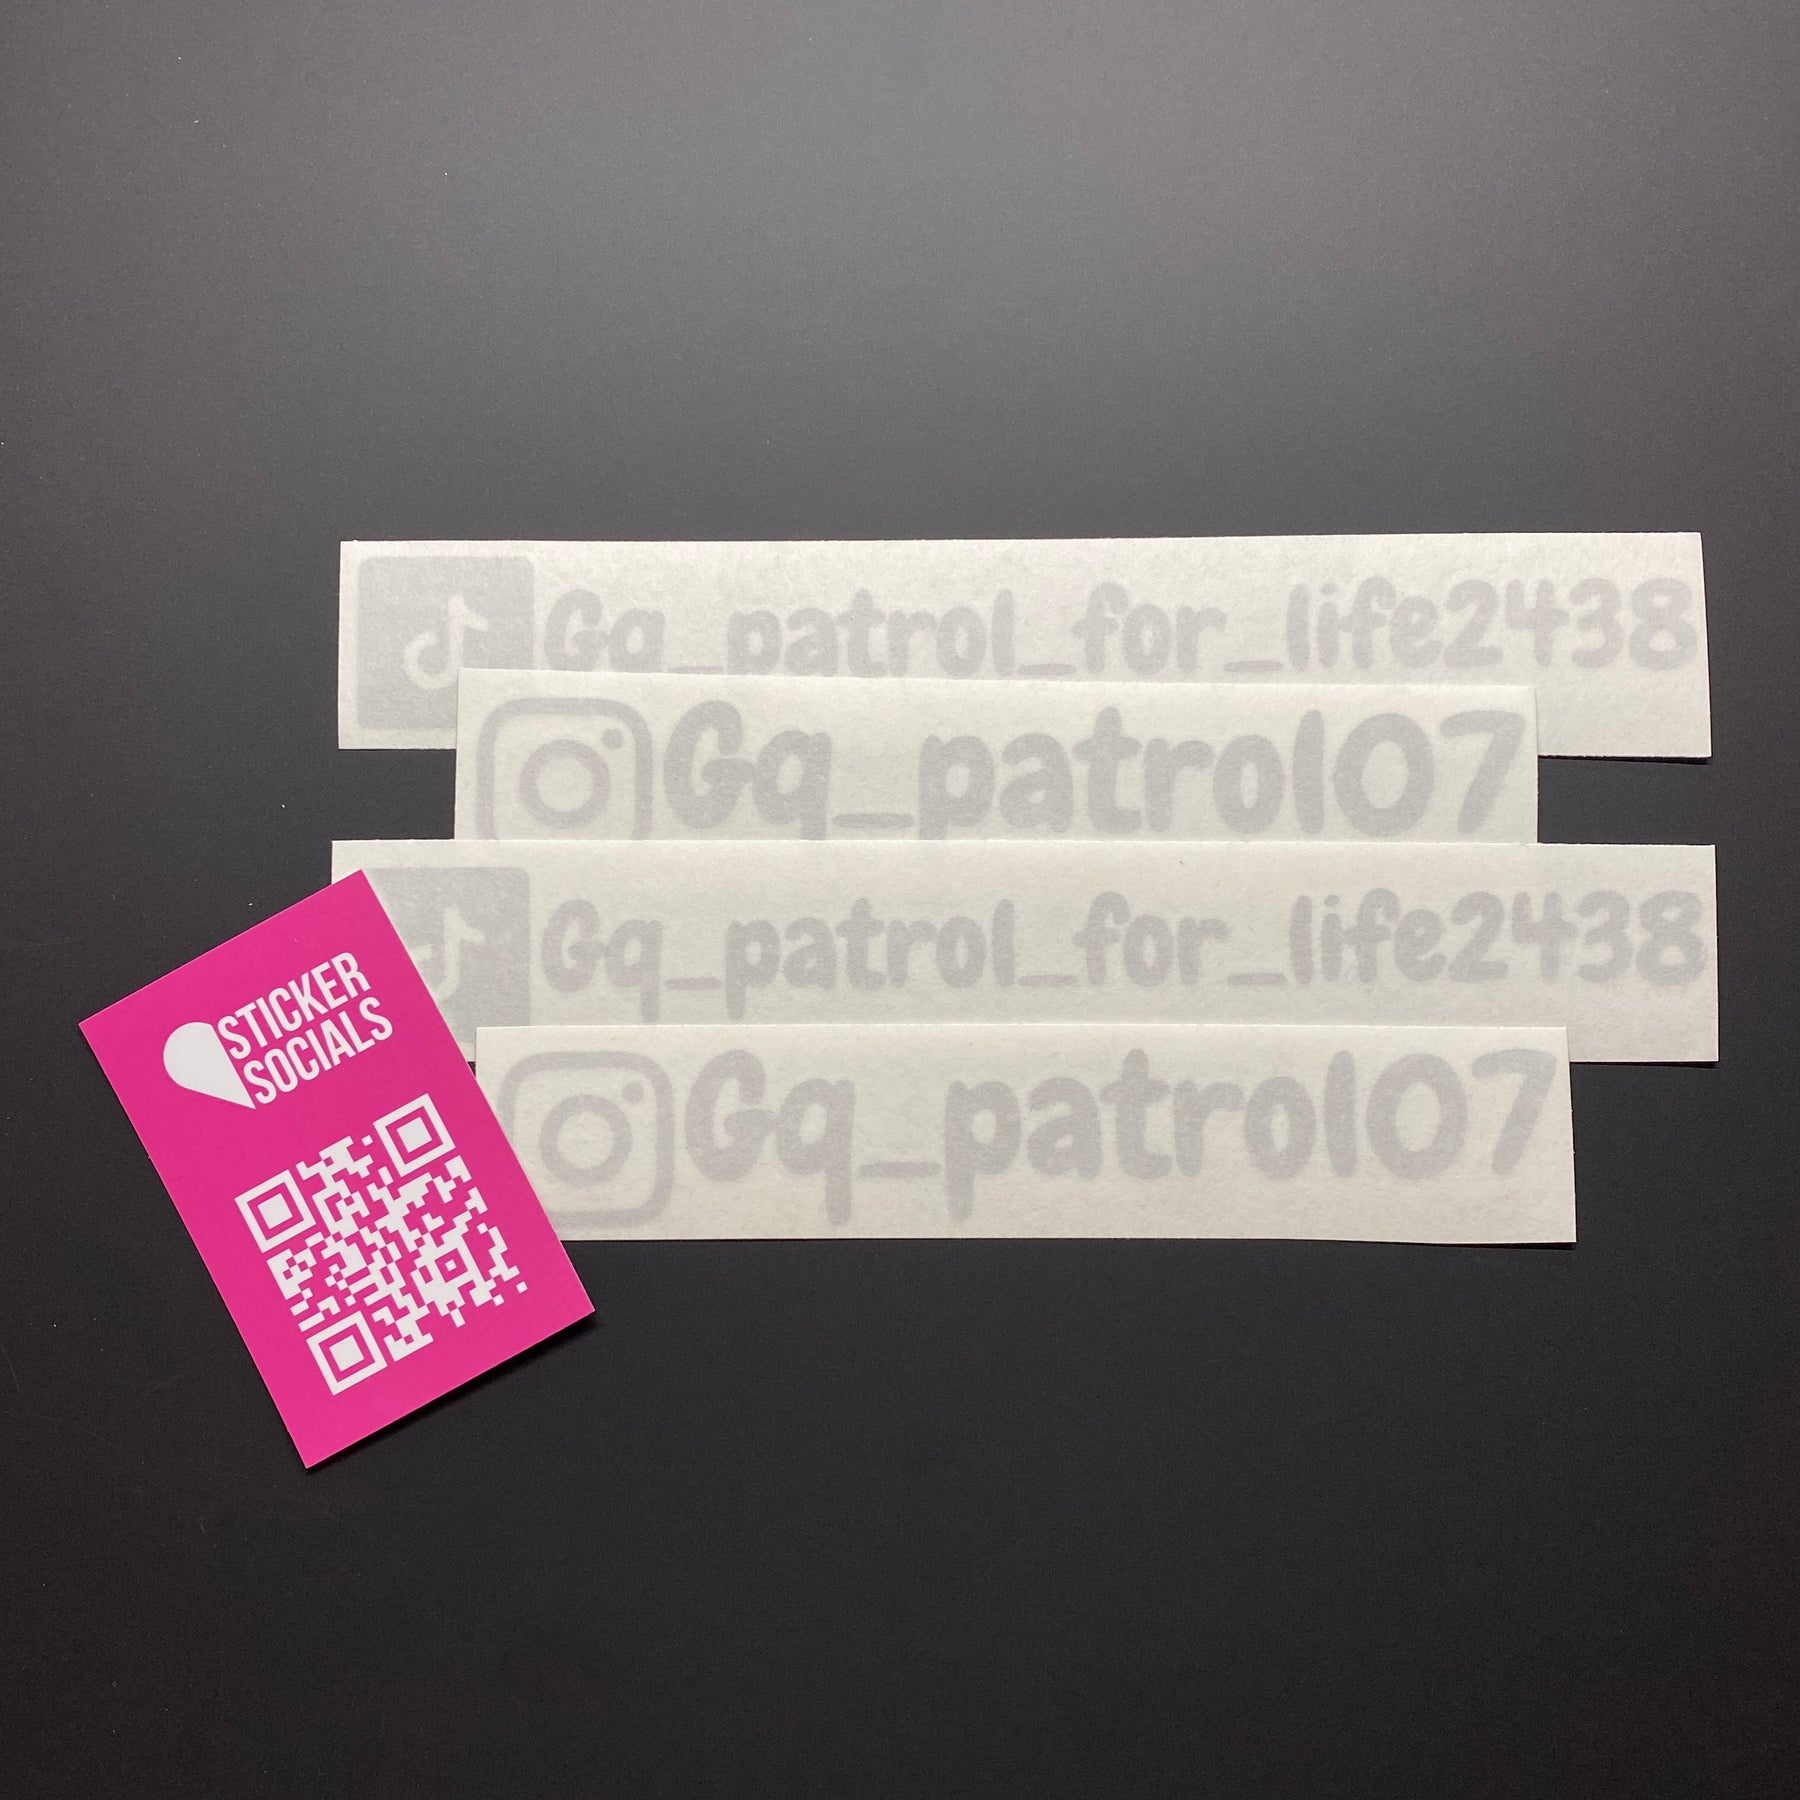 Gq_patrol_for_life2438
Gq_patrol07
Gq_patrol_for_life2438
Gq_patrol07
STICKER
SOCIALS